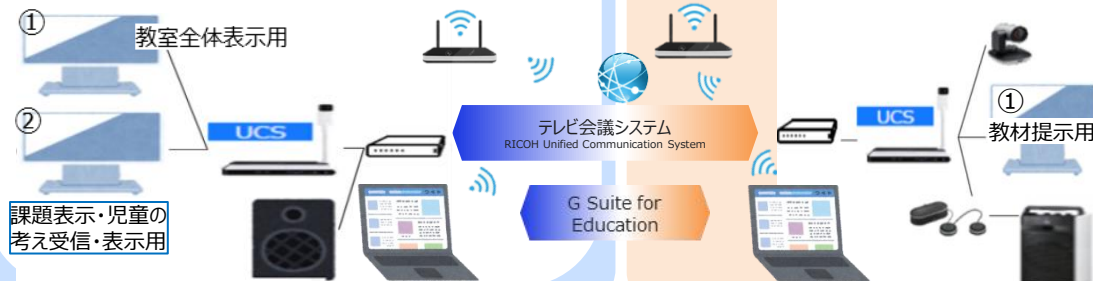 ①
教室全体表示用
②
UCS
課題表示・児童の
考え受信・表示用
テレビ会議システム
RICOH Unified Communication System
G Suite for
Education
UCS
①
教材提示用